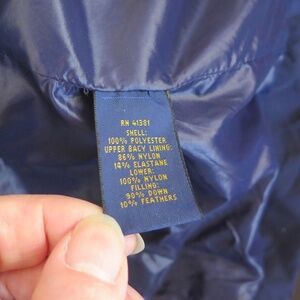 RN 41381
SHELL:
100% POLYESTER
UPPER BACK LINING:
86% NYLON
14% ELASTANE
LOWER:
100% NYLON
FILLING:
90% DOWN
10% FEATHERS